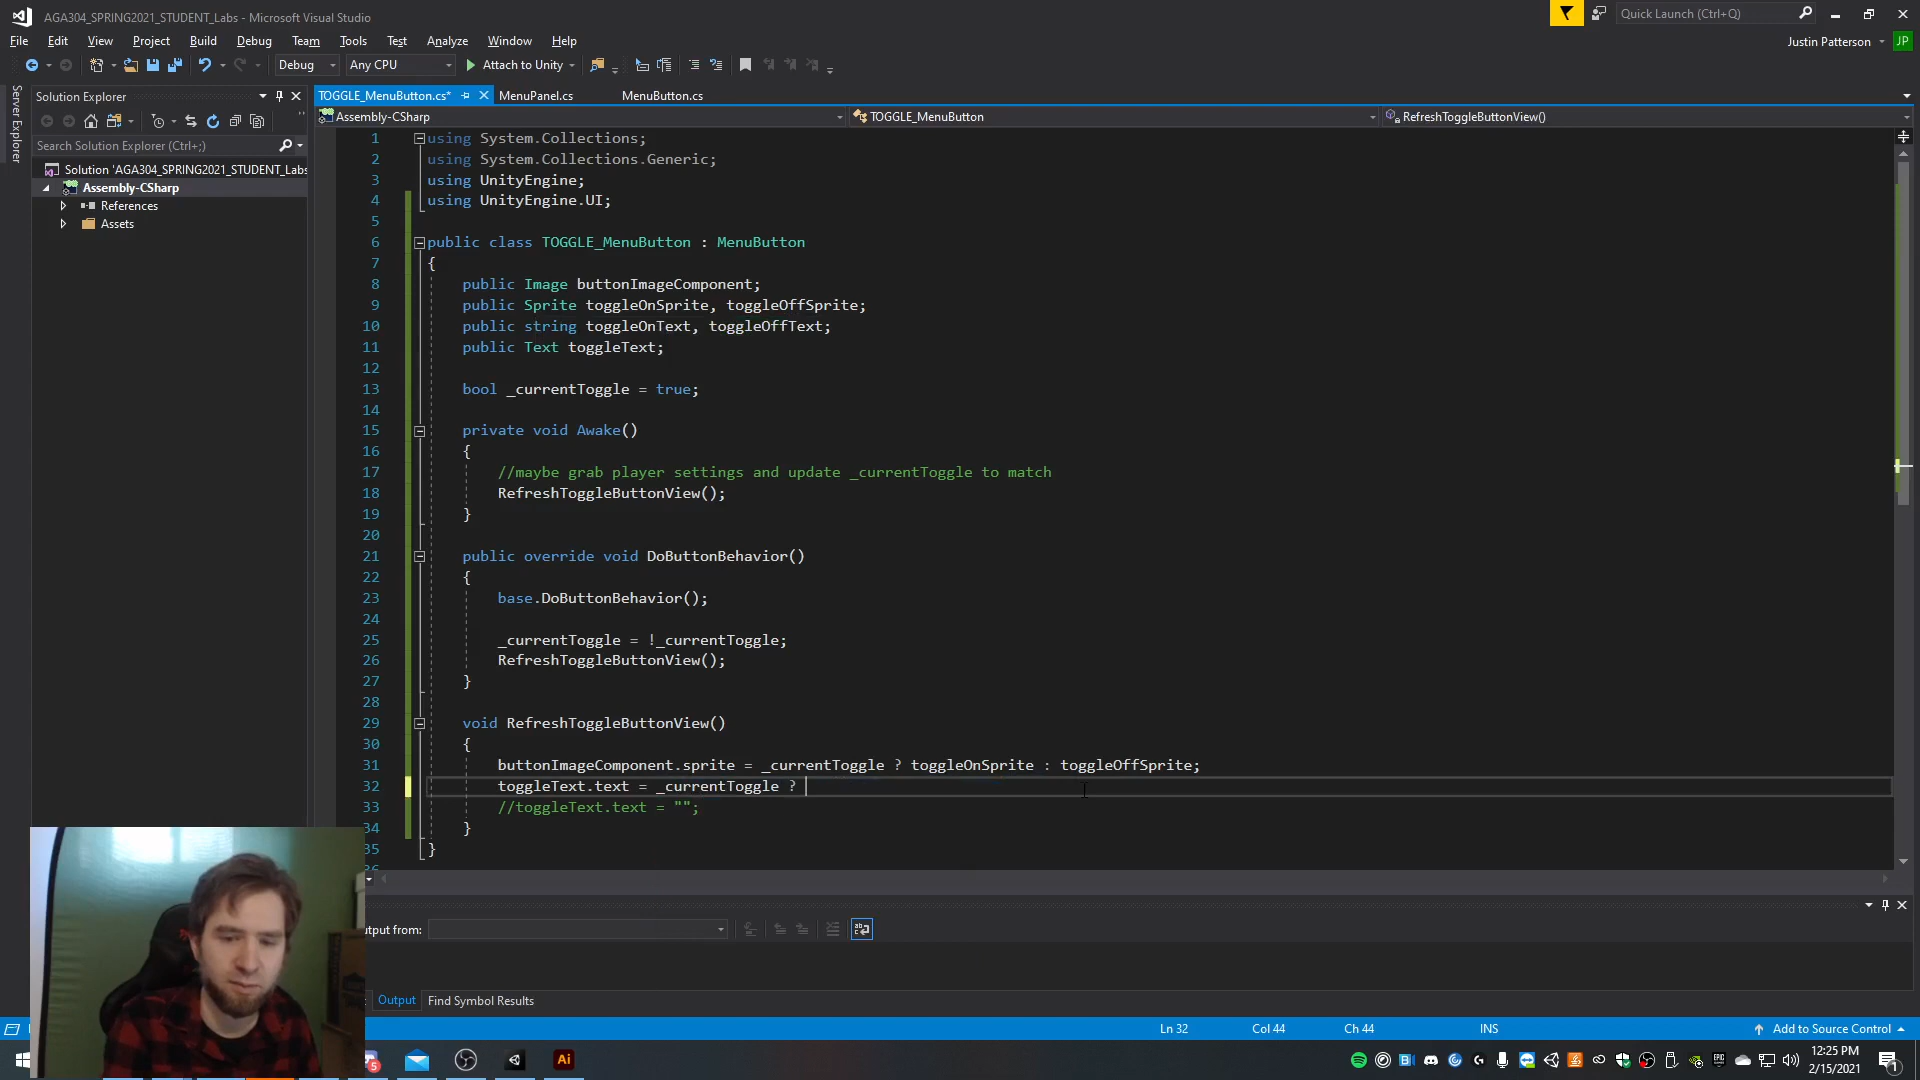 AGA304_SPRING2021_STUDENT_Labs - Microsoft Visual Studio
Quick Launch (Ctrl+Q)
File Edit View Project Build Debug Team Tools Test Analyze Window Help
Justin Patterson JP
Debug Any CPU Attach to Unity
Server Explorer
Solution Explorer
TOGGLE_MenuButton.cs* MenuPanel.cs MenuButton.cs
Assembly-CSharp TOGGLE_MenuButton RefreshToggleButtonView()
Search Solution Explorer (Ctrl+;)
Solution 'AGA304_SPRING2021_STUDENT_Labs
Assembly-CSharp
References
Assets
1 using System.Collections;
2 using System.Collections.Generic;
3 using UnityEngine;
4 using UnityEngine.UI;
5
6 public class TOGGLE_MenuButton : MenuButton
7 {
8 public Image buttonImageComponent;
9 public Sprite toggleOnSprite, toggleOffSprite;
10 public string toggleOnText, toggleOffText;
11 public Text toggleText;
12
13 bool _currentToggle = true;
14
15 private void Awake()
16 {
17 //maybe grab player settings and update _currentToggle to match
18 RefreshToggleButtonView();
19 }
20
21 public override void DoButtonBehavior()
22 {
23 base.DoButtonBehavior();
24
25 _currentToggle = !_currentToggle;
26 RefreshToggleButtonView();
27 }
28
29 void RefreshToggleButtonView()
30 {
31 buttonImageComponent.sprite = _currentToggle ? toggleOnSprite : toggleOffSprite;
32 toggleText.text = _currentToggle ?
33 //toggleText.text = "";
34 }
35 }
36
utput from:
Output Find Symbol Results
Ln 32 Col 44 Ch 44 INS Add to Source Control
5 Ai
12:25 PM
2/15/2021
1